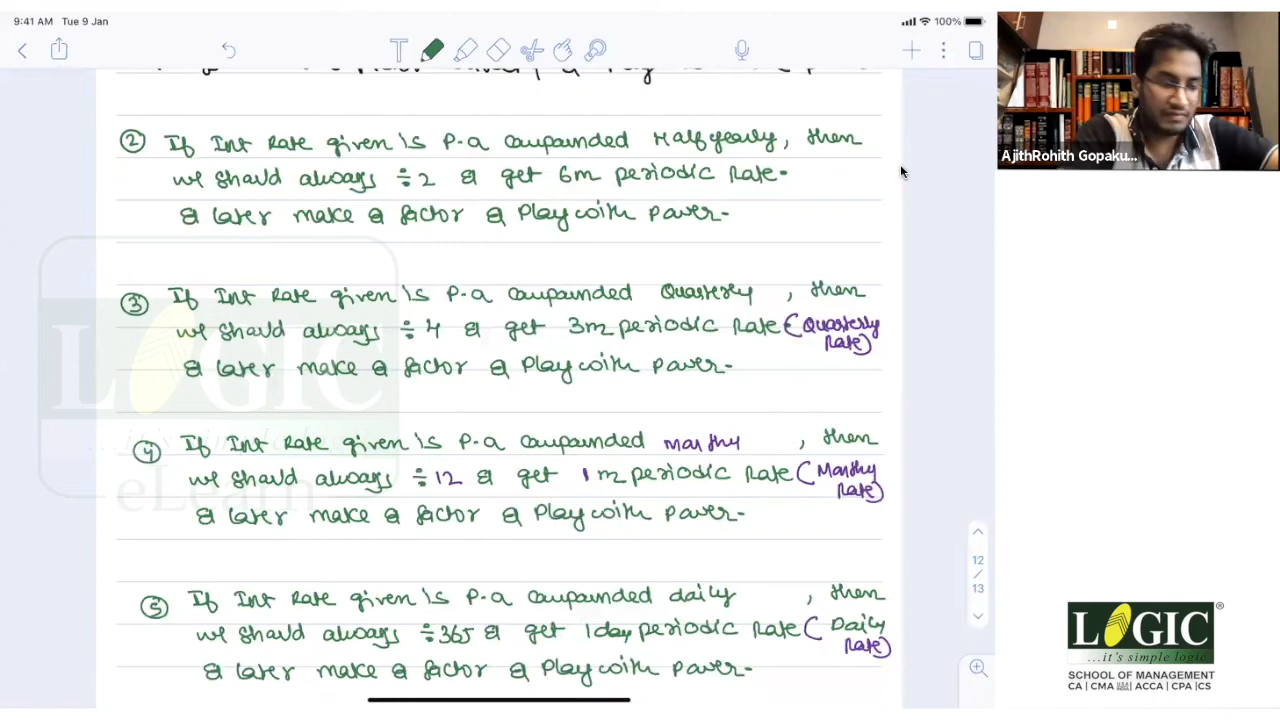 9:41 AM Tue 9 Jan
100%
AjithRohith Gopaku...
② If Int Rate given is P.a Compounded Half yearly, then
we should always ÷2 & get 6m periodic Rate.
& later make a factor & Play with Power.
③ If Int Rate given is P.a Compounded Quarterly, then
we should always ÷4 & get 3m periodic Rate (Quarterly
Rate)
& later make a factor & Play with Power.
④ If Int Rate given is P.a Compounded Monthly, then
we should always ÷12 & get 1m periodic Rate (Monthly
Rate)
& later make a factor & Play with Power.
⑤ If Int Rate given is P.a Compounded daily, then
we should always ÷365 & get 1day periodic Rate (Daily
Rate)
& later make a factor & Play with Power.
12
/
13
LOGIC
...it's simple logic
eLearn
LOGIC®
...it's simple logic
SCHOOL OF MANAGEMENT